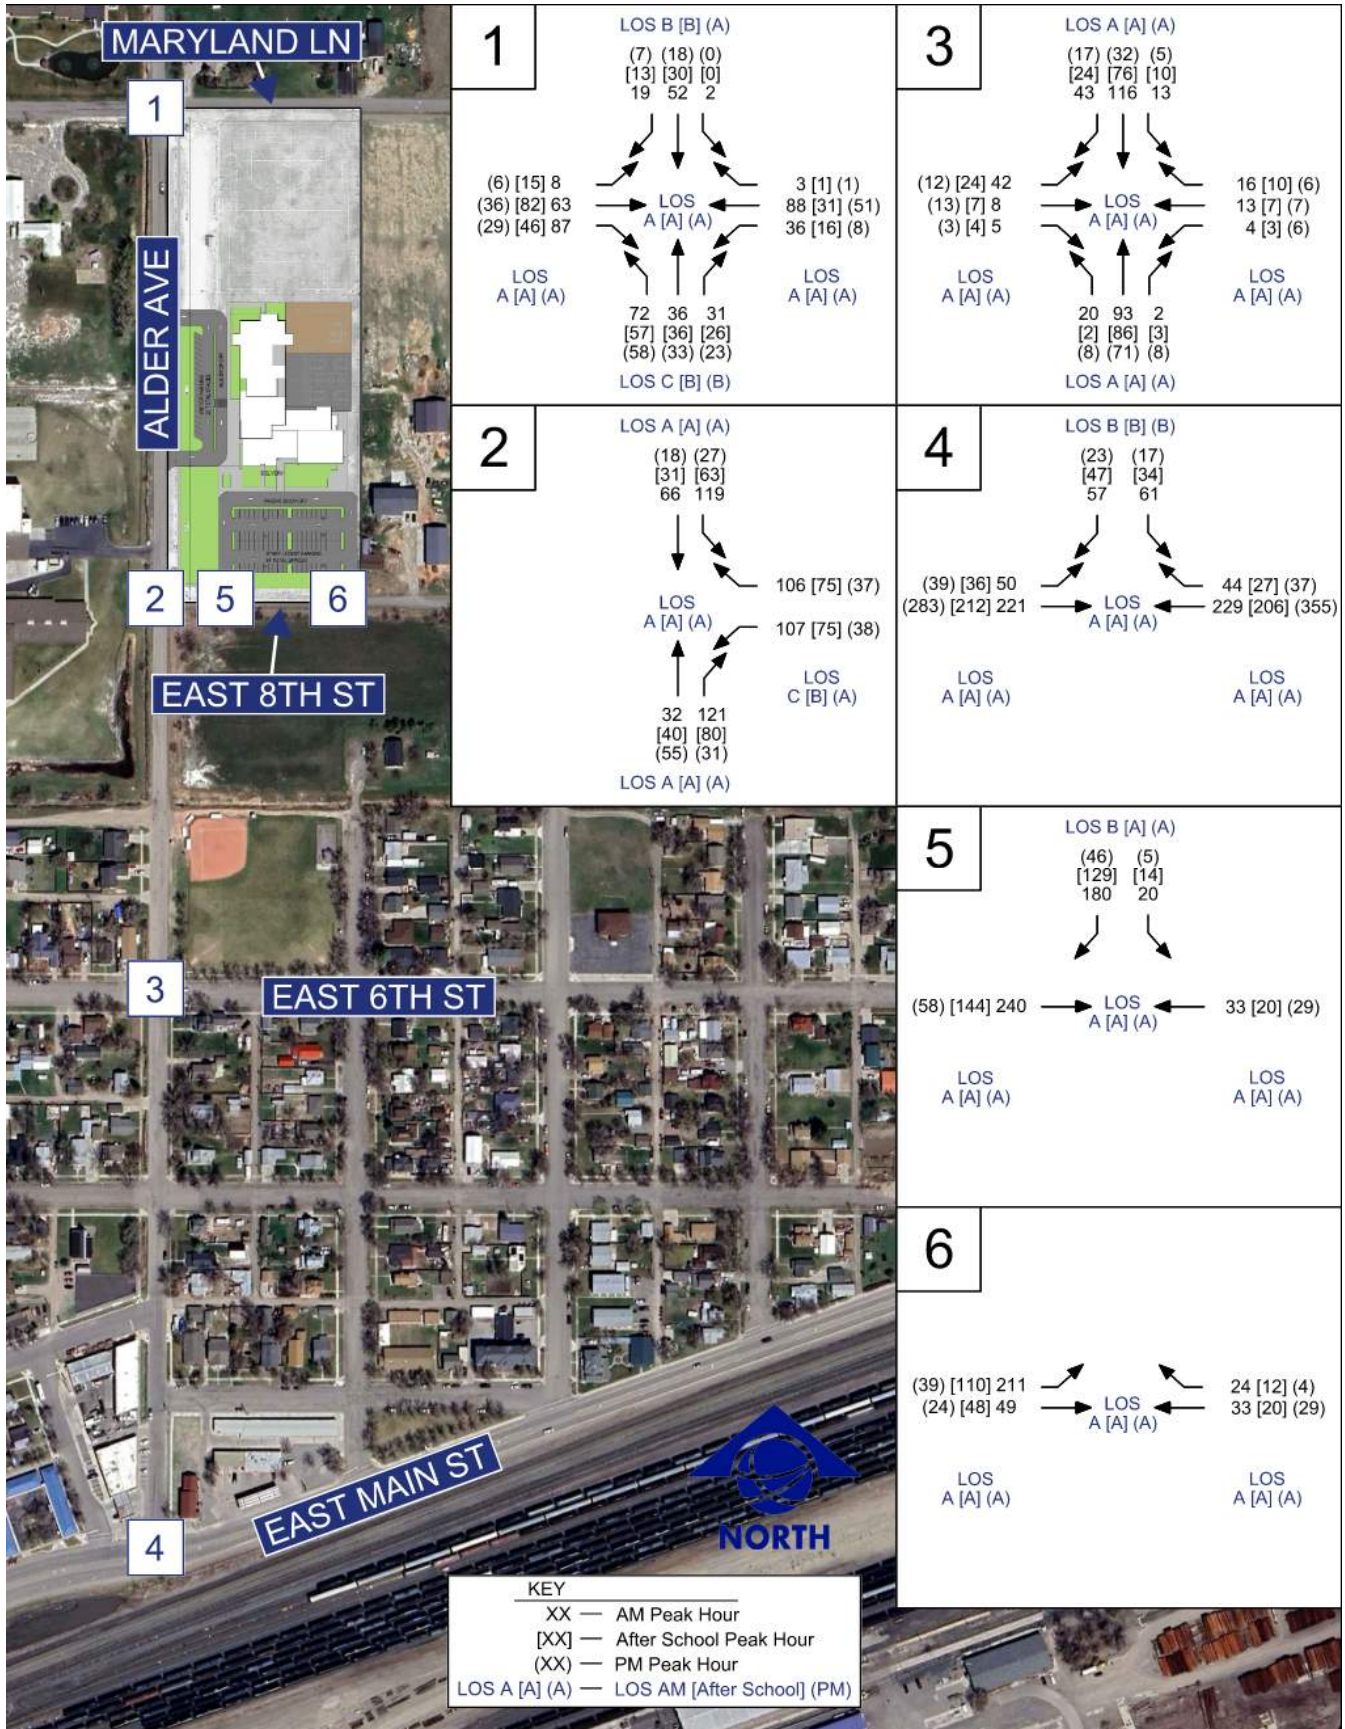 MARYLAND LN
1
ALDER AVE
2
5
6
EAST 8TH ST
3
EAST 6TH ST
EAST MAIN ST
4
NORTH
1
LOS B [B] (A)
(7) (18) (0)
[13] [30] [0]
19 52 2
(6) [15] 8
(36) [82] 63
(29) [46] 87
LOS
A [A] (A)
3 [1] (1)
88 [31] (51)
36 [16] (8)
LOS
A [A] (A)
LOS
A [A] (A)
72 36 31
[57] [36] [26]
(58) (33) (23)
LOS C [B] (B)
2
LOS A [A] (A)
(18) (27)
[31] [63]
66 119
106 [75] (37)
LOS
A [A] (A)
107 [75] (38)
LOS
C [B] (A)
32 121
[40] [80]
(55) (31)
LOS A [A] (A)
3
LOS A [A] (A)
(17) (32) (5)
[24] [76] [10]
43 116 13
(12) [24] 42
(13) [7] 8
(3) [4] 5
LOS
A [A] (A)
16 [10] (6)
13 [7] (7)
4 [3] (6)
LOS
A [A] (A)
LOS
A [A] (A)
20 93 2
[2] [86] [3]
(8) (71) (8)
LOS A [A] (A)
4
LOS B [B] (B)
(23) (17)
[47] [34]
57 61
(39) [36] 50
(283) [212] 221
LOS
A [A] (A)
44 [27] (37)
229 [206] (355)
LOS
A [A] (A)
LOS
A [A] (A)
5
LOS B [A] (A)
(46) (5)
[129] [14]
180 20
(58) [144] 240
LOS
A [A] (A)
33 [20] (29)
LOS
A [A] (A)
LOS
A [A] (A)
6
(39) [110] 211
(24) [48] 49
LOS
A [A] (A)
24 [12] (4)
33 [20] (29)
LOS
A [A] (A)
LOS
A [A] (A)
KEY
XX — AM Peak Hour
[XX] — After School Peak Hour
(XX) — PM Peak Hour
LOS A [A] (A) — LOS AM [After School] (PM)